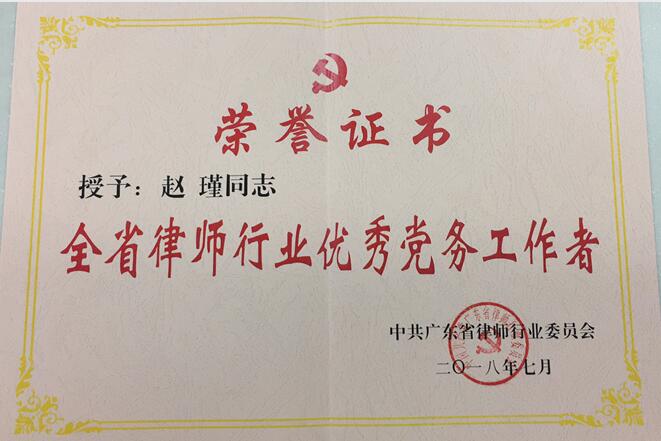 荣誉证书
授予：赵 瑾同志
全省律师行业优秀党务工作者
中共广东省律师行业委员会
二〇一八年七月